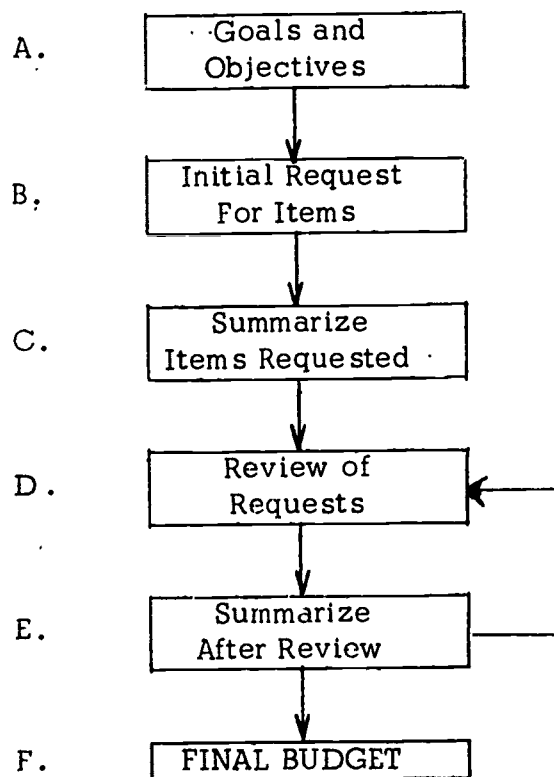 A.
Goals and
Objectives
B.
Initial Request
For Items
C.
Summarize
Items Requested
D.
Review of
Requests
E.
Summarize
After Review
F.
FINAL BUDGET